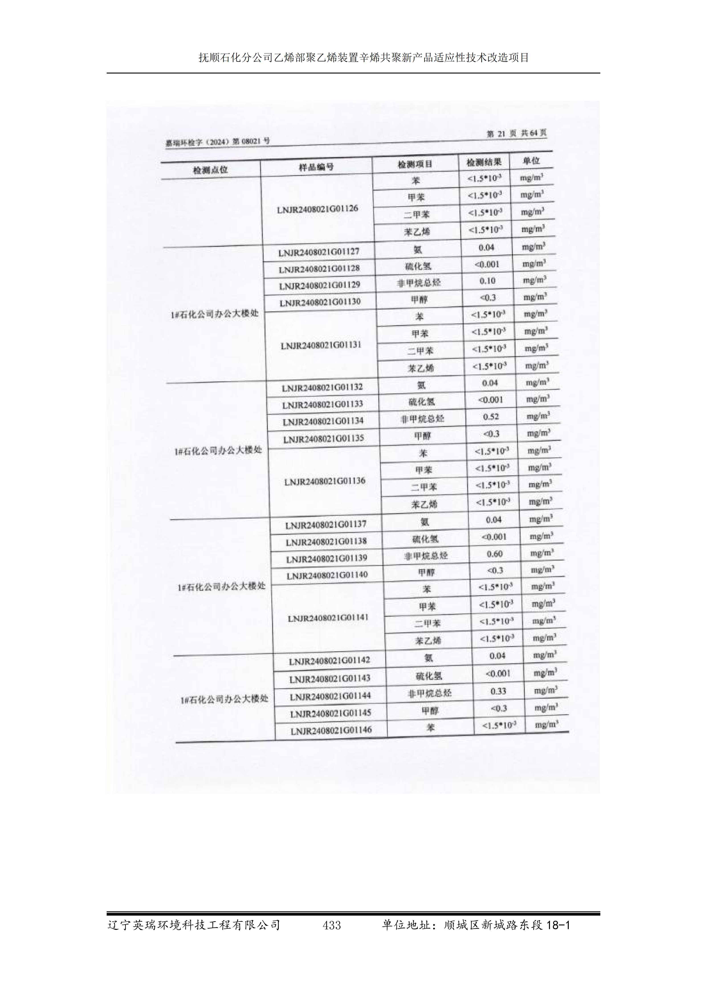 抚顺石化分公司乙烯部聚乙烯装置辛烯共聚新产品适应性技术改造项目
嘉瑞环检字（2024）第 08021 号
第 21 页 共 64 页
检测点位 样品编号 检测项目 检测结果 单位
LNJR2408021G01126 苯 <1.5*10⁻³ mg/m³
甲苯 <1.5*10⁻³ mg/m³
二甲苯 <1.5*10⁻³ mg/m³
苯乙烯 <1.5*10⁻³ mg/m³
1#石化公司办公大楼处 LNJR2408021G01127 氨 0.04 mg/m³
LNJR2408021G01128 硫化氢 <0.001 mg/m³
LNJR2408021G01129 非甲烷总烃 0.10 mg/m³
LNJR2408021G01130 甲醇 <0.3 mg/m³
LNJR2408021G01131 苯 <1.5*10⁻³ mg/m³
甲苯 <1.5*10⁻³ mg/m³
二甲苯 <1.5*10⁻³ mg/m³
苯乙烯 <1.5*10⁻³ mg/m³
1#石化公司办公大楼处 LNJR2408021G01132 氨 0.04 mg/m³
LNJR2408021G01133 硫化氢 <0.001 mg/m³
LNJR2408021G01134 非甲烷总烃 0.52 mg/m³
LNJR2408021G01135 甲醇 <0.3 mg/m³
LNJR2408021G01136 苯 <1.5*10⁻³ mg/m³
甲苯 <1.5*10⁻³ mg/m³
二甲苯 <1.5*10⁻³ mg/m³
苯乙烯 <1.5*10⁻³ mg/m³
1#石化公司办公大楼处 LNJR2408021G01137 氨 0.04 mg/m³
LNJR2408021G01138 硫化氢 <0.001 mg/m³
LNJR2408021G01139 非甲烷总烃 0.60 mg/m³
LNJR2408021G01140 甲醇 <0.3 mg/m³
LNJR2408021G01141 苯 <1.5*10⁻³ mg/m³
甲苯 <1.5*10⁻³ mg/m³
二甲苯 <1.5*10⁻³ mg/m³
苯乙烯 <1.5*10⁻³ mg/m³
1#石化公司办公大楼处 LNJR2408021G01142 氨 0.04 mg/m³
LNJR2408021G01143 硫化氢 <0.001 mg/m³
LNJR2408021G01144 非甲烷总烃 0.33 mg/m³
LNJR2408021G01145 甲醇 <0.3 mg/m³
LNJR2408021G01146 苯 <1.5*10⁻³ mg/m³
辽宁英瑞环境科技工程有限公司 433 单位地址：顺城区新城路东段 18-1